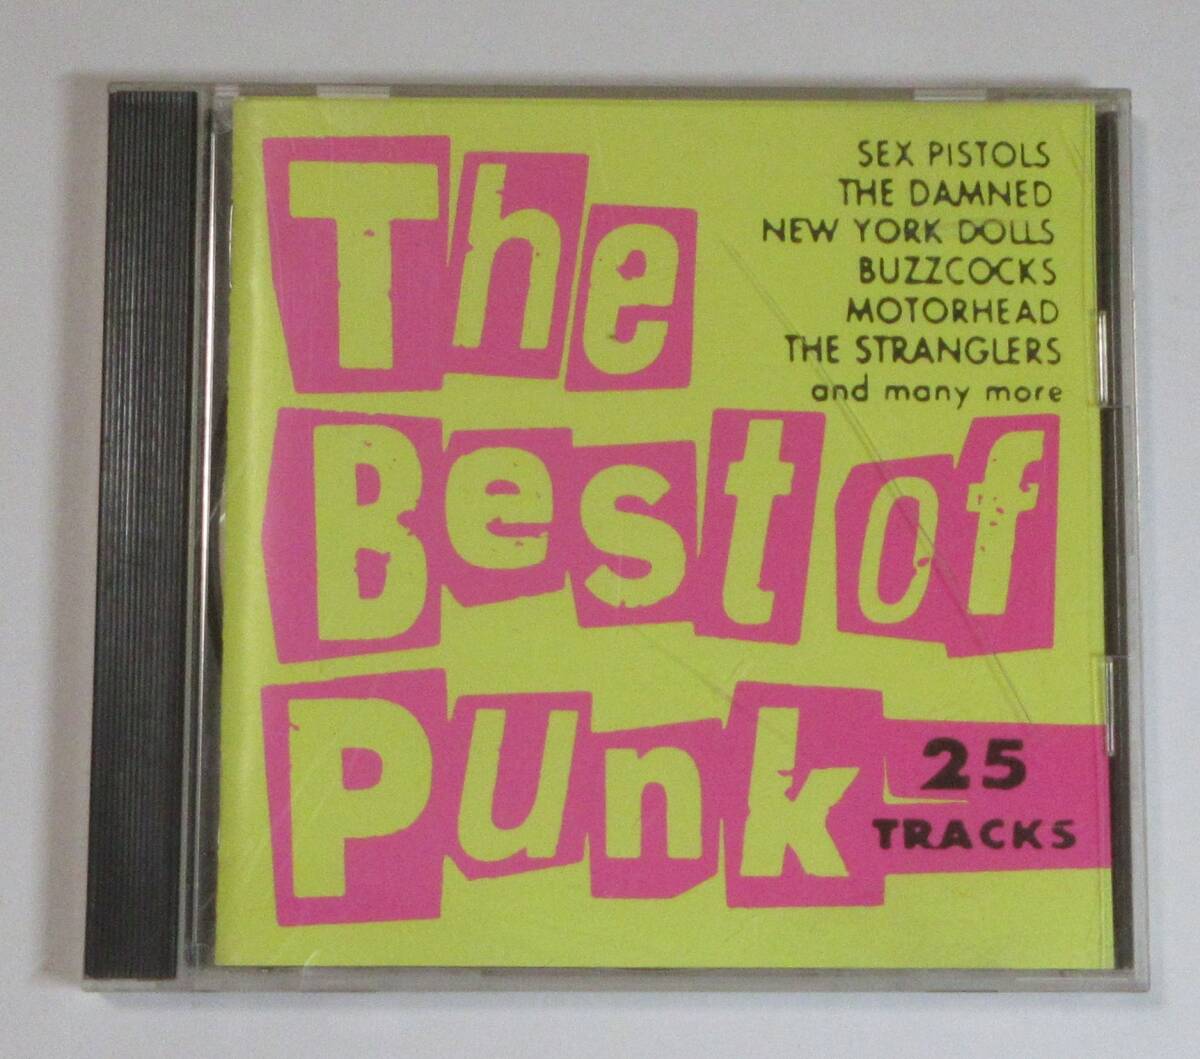 The
Best of
Punk
SEX PISTOLS
THE DAMNED
NEW YORK DOLLS
BUZZCOCKS
MOTORHEAD
THE STRANGLERS
and many more
25
TRACKS